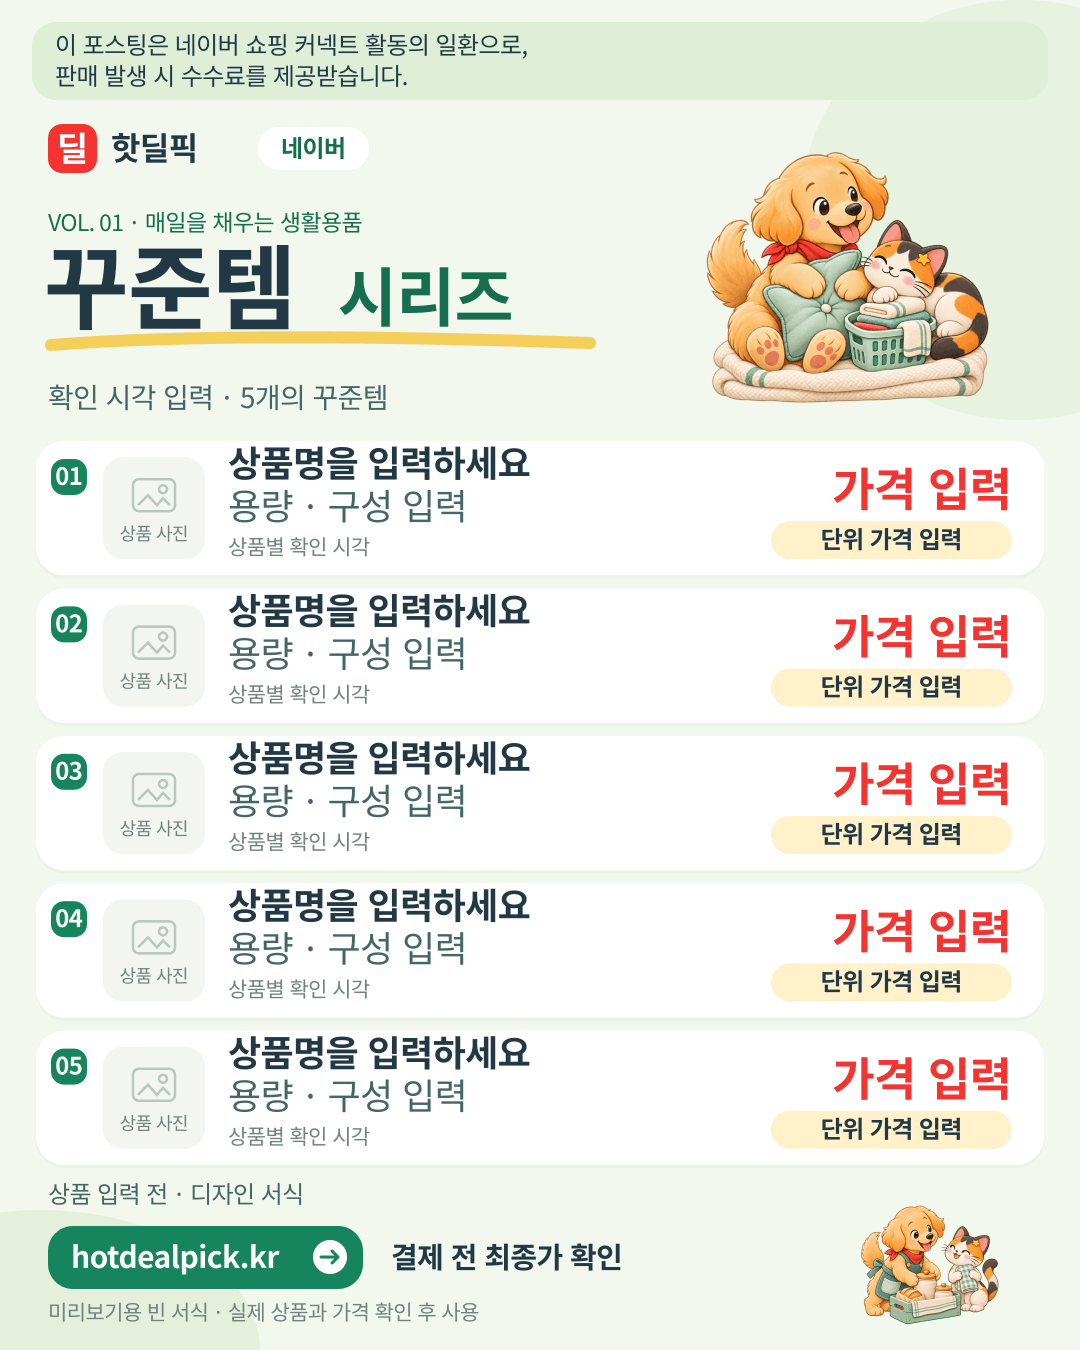 이 포스팅은 네이버 쇼핑 커넥트 활동의 일환으로,
판매 발생 시 수수료를 제공받습니다.
딜 핫딜픽 네이버
VOL. 01 · 매일을 채우는 생활용품
꾸준템 시리즈
확인 시각 입력 · 5개의 꾸준템
01
상품 사진
상품명을 입력하세요
용량 · 구성 입력
상품별 확인 시각
가격 입력
단위 가격 입력
02
상품 사진
상품명을 입력하세요
용량 · 구성 입력
상품별 확인 시각
가격 입력
단위 가격 입력
03
상품 사진
상품명을 입력하세요
용량 · 구성 입력
상품별 확인 시각
가격 입력
단위 가격 입력
04
상품 사진
상품명을 입력하세요
용량 · 구성 입력
상품별 확인 시각
가격 입력
단위 가격 입력
05
상품 사진
상품명을 입력하세요
용량 · 구성 입력
상품별 확인 시각
가격 입력
단위 가격 입력
상품 입력 전 · 디자인 서식
hotdealpick.kr → 결제 전 최종가 확인
미리보기용 빈 서식 · 실제 상품과 가격 확인 후 사용